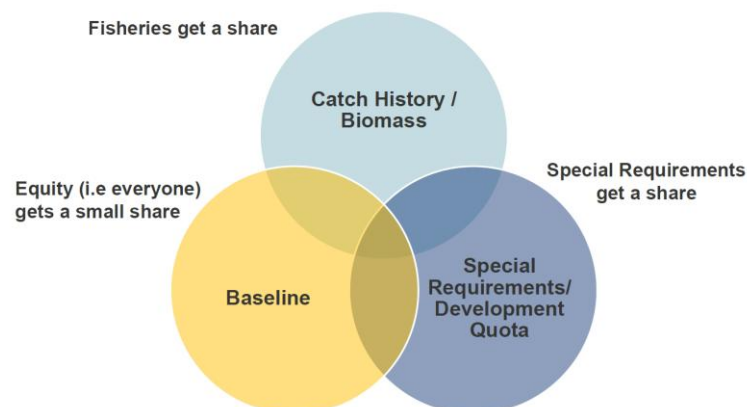 Fisheries get a share
Catch History /
Biomass
Equity (i.e everyone)
gets a small share
Special Requirements
get a share
Baseline
Special
Requirements/
Development
Quota